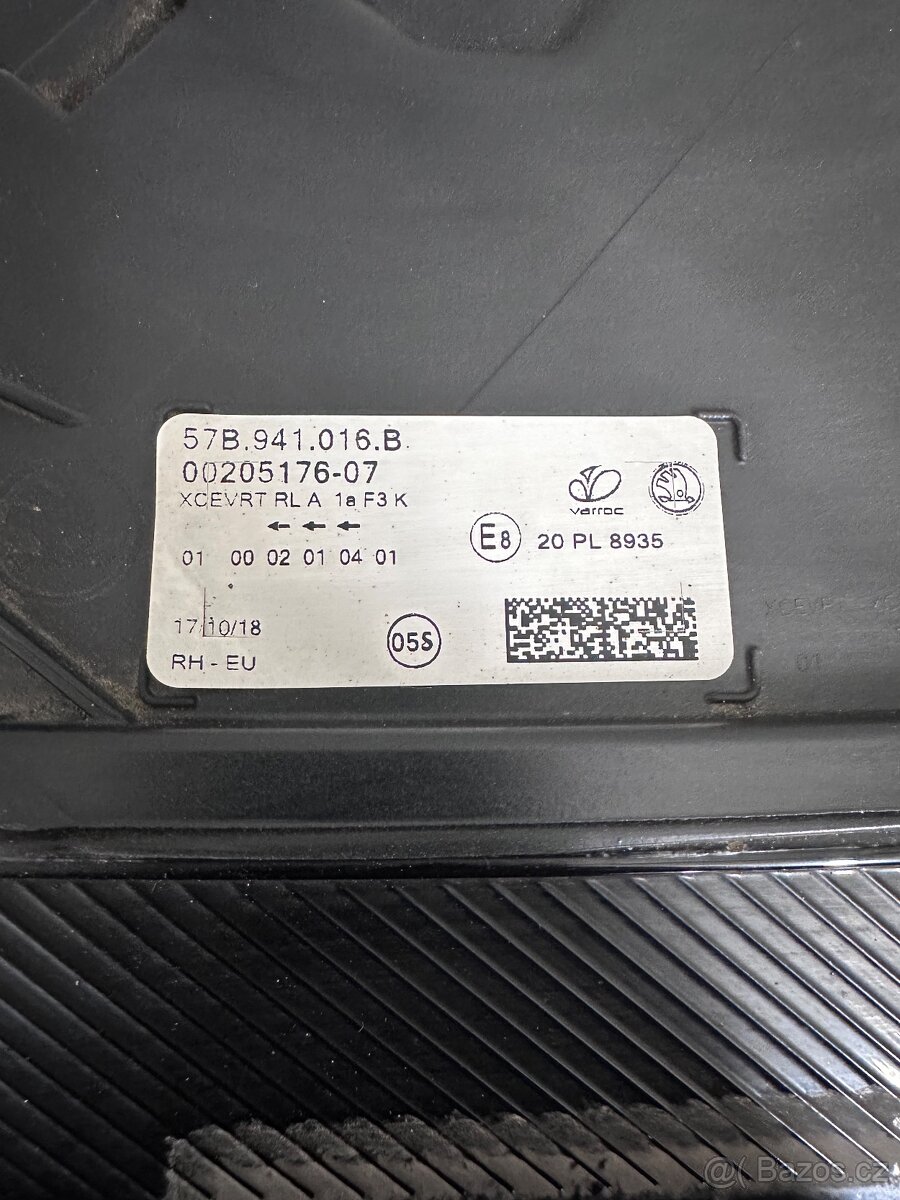 57B.941.016.B
00205176-07
XCEVRT RL A 1a F3 K
← ← ←
01 00 02 01 04 01
varroc
E8 20 PL 8935
17/10/18
05S
RH - EU
01
@ Bazos.cz